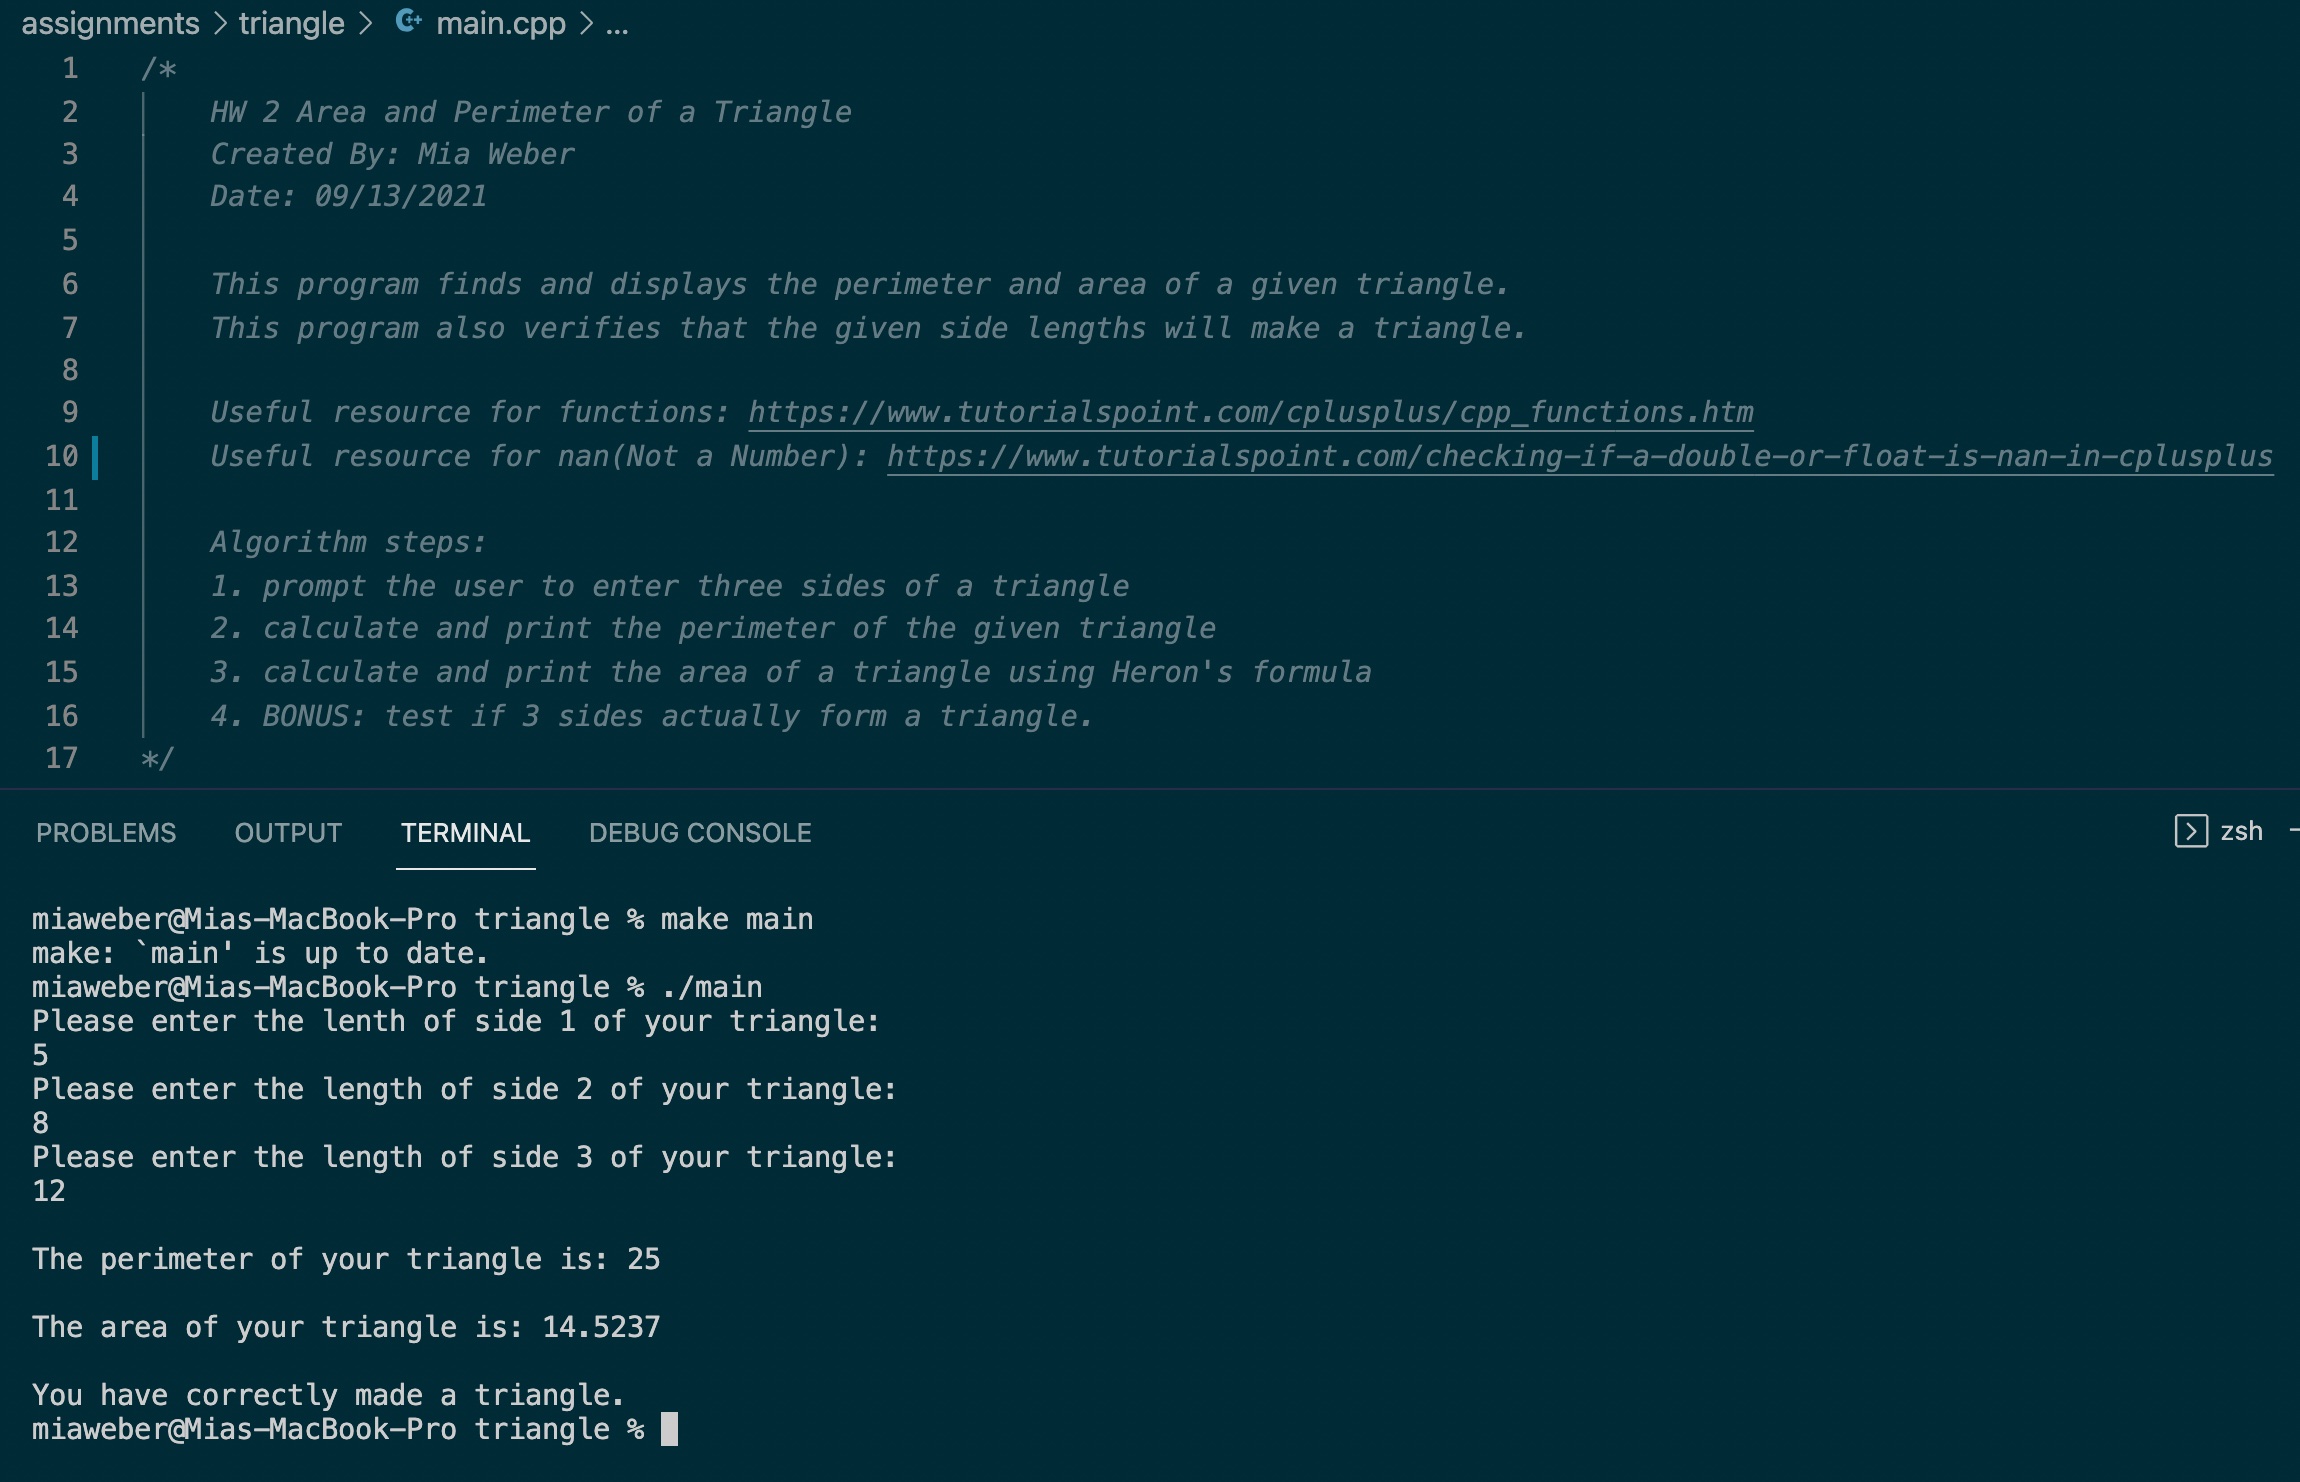 assignments > triangle > main.cpp > ...
1 /*
2 HW 2 Area and Perimeter of a Triangle
3 Created By: Mia Weber
4 Date: 09/13/2021
5
6 This program finds and displays the perimeter and area of a given triangle.
7 This program also verifies that the given side lengths will make a triangle.
8
9 Useful resource for functions: https://www.tutorialspoint.com/cplusplus/cpp_functions.htm
10 Useful resource for nan(Not a Number): https://www.tutorialspoint.com/checking-if-a-double-or-float-is-nan-in-cplusplus
11
12 Algorithm steps:
13 1. prompt the user to enter three sides of a triangle
14 2. calculate and print the perimeter of the given triangle
15 3. calculate and print the area of a triangle using Heron's formula
16 4. BONUS: test if 3 sides actually form a triangle.
17 */
PROBLEMS OUTPUT TERMINAL DEBUG CONSOLE zsh
miaweber@Mias-MacBook-Pro triangle % make main
make: `main' is up to date.
miaweber@Mias-MacBook-Pro triangle % ./main
Please enter the lenth of side 1 of your triangle:
5
Please enter the length of side 2 of your triangle:
8
Please enter the length of side 3 of your triangle:
12
The perimeter of your triangle is: 25
The area of your triangle is: 14.5237
You have correctly made a triangle.
miaweber@Mias-MacBook-Pro triangle %